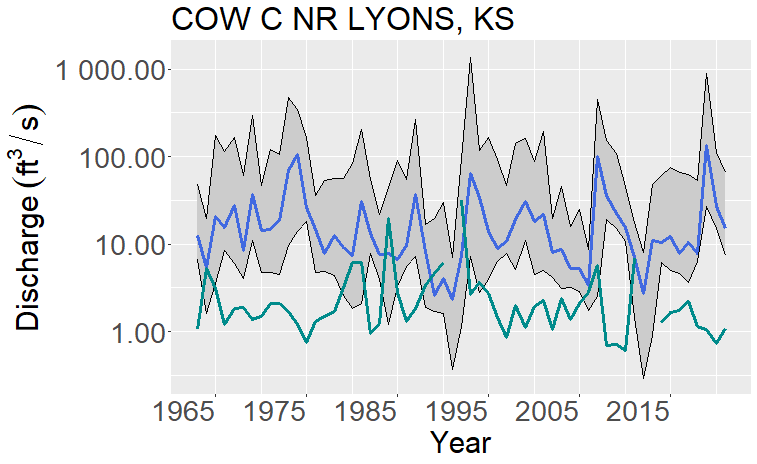 COW C NR LYONS, KS
1 000.00
100.00
10.00
1.00
Discharge (ft³/s)
1965 1975 1985 1995 2005 2015
Year